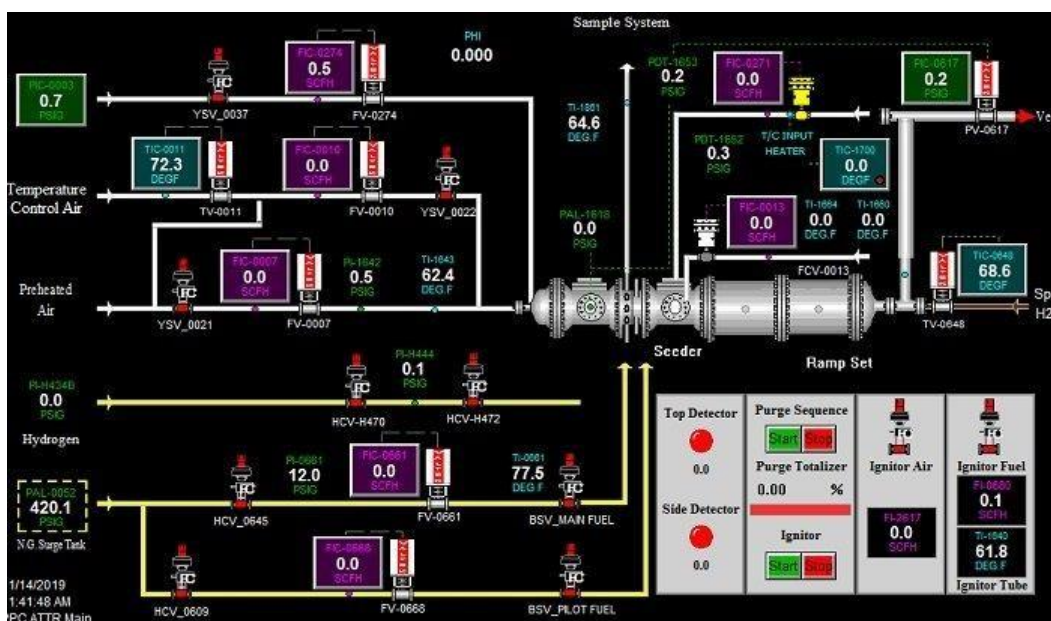 Sample System
PIC-0003
0.7
PSIG
YSV_0037
FIC-0274
0.5
SCFH
FV-0274
PHI
0.000
TI-1661
64.6
DEG.F
PDT-1653
0.2
PSIG
FIC-0271
0.0
SCFH
T/C INPUT
HEATER
PIC-0617
0.2
PSIG
PV-0617
Ve
Temperature
Control Air
TIC-0011
72.3
DEGF
TV-0011
FIC-0010
0.0
SCFH
FV-0010
YSV_0022
PDT-1652
0.3
PSIG
TIC-1700
0.0
DEGF
PAL-1618
0.0
PSIG
FIC-0013
0.0
SCFH
FCV-0013
TI-1664
0.0
DEG.F
TI-1660
0.0
DEG.F
Preheated
Air
YSV_0021
FIC-0007
0.0
SCFH
FV-0007
PI-1642
0.5
PSIG
TI-1643
62.4
DEG.F
TIC-0648
68.6
DEGF
TV-0648
Sp
H2
Seeder
Ramp Set
PI-H434B
0.0
PSIG
Hydrogen
HCV-H470
PI-H444
0.1
PSIG
HCV-H472
PAL-0052
420.1
PSIG
N.G. Surge Tank
HCV_0645
PI-0661
12.0
PSIG
FIC-0661
0.0
SCFH
FV-0661
TI-0661
77.5
DEG F
BSV_MAIN FUEL
HCV_0609
FIC-0668
0.0
SCFH
FV-0668
BSV_PILOT FUEL
Top Detector
0.0
Side Detector
0.0
Purge Sequence
Start Stop
Purge Totalizer
0.00 %
Ignitor
Start Stop
Ignitor Air
FI-2617
0.0
SCFH
Ignitor Fuel
FI-0680
0.1
SCFH
TI-1640
61.8
DEG F
Ignitor Tube
1/14/2019
1:41:48 AM
PC ATTR Main